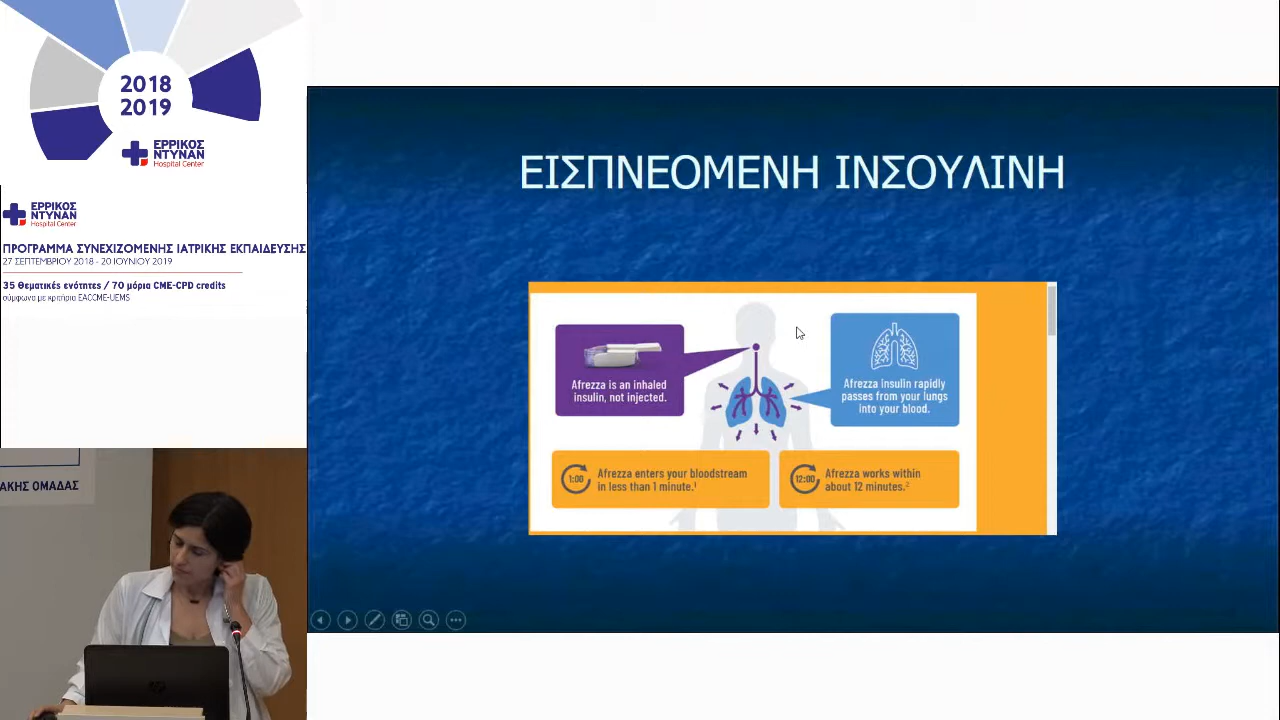 2018
2019
ΕΡΡΙΚΟΣ
ΝΤΥΝΑΝ
Hospital Center
ΕΡΡΙΚΟΣ
ΝΤΥΝΑΝ
Hospital Center
ΠΡΟΓΡΑΜΜΑ ΣΥΝΕΧΙΖΟΜΕΝΗΣ ΙΑΤΡΙΚΗΣ ΕΚΠΑΙΔΕΥΣΗΣ
27 ΣΕΠΤΕΜΒΡΙΟΥ 2018 - 20 ΙΟΥΝΙΟΥ 2019
35 Θεματικές ενότητες / 70 μόρια CME-CPD credits
σύμφωνα με κριτήρια EACCME-UEMS
ΑΚΗΣ ΟΜΑΔΑΣ
ΕΙΣΠΝΕΟΜΕΝΗ ΙΝΣΟΥΛΙΝΗ
Afrezza is an inhaled
insulin, not injected.
Afrezza insulin rapidly
passes from your lungs
into your blood.
1:00
Afrezza enters your bloodstream
in less than 1 minute.1
12:00
Afrezza works within
about 12 minutes.2